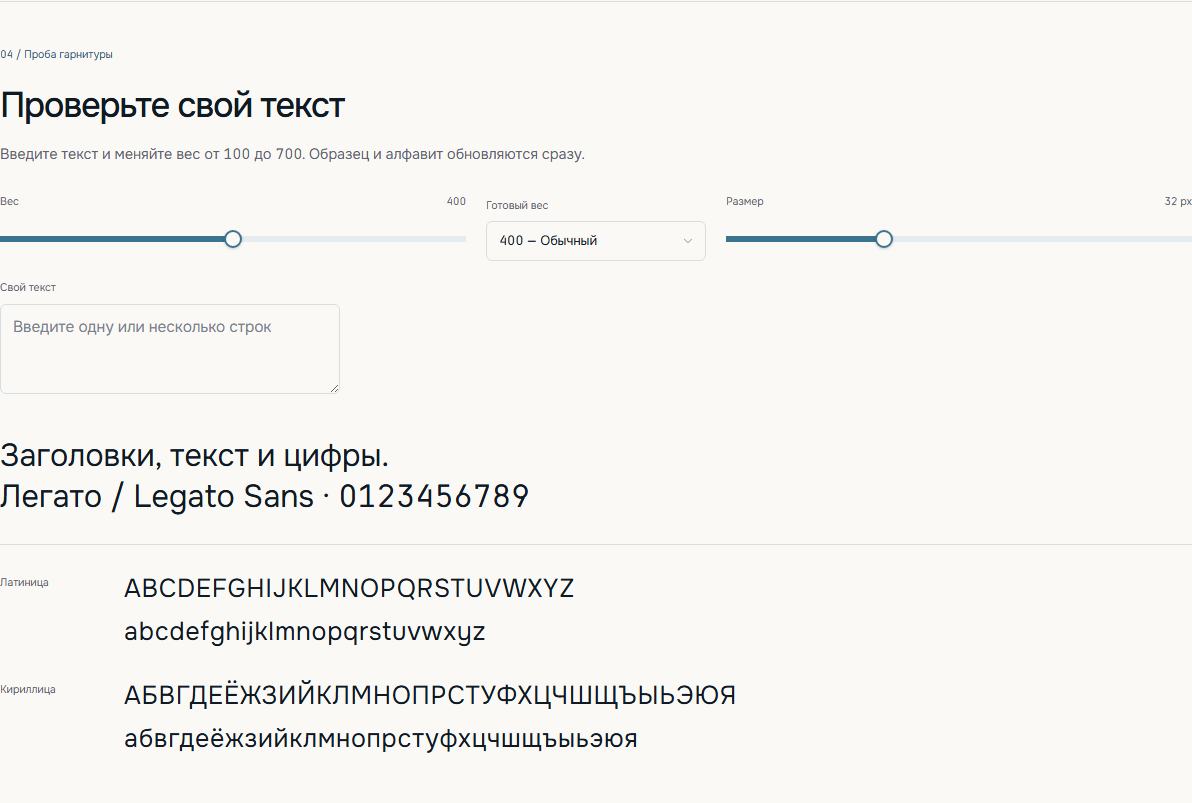 04 / Проба гарнитуры
Проверьте свой текст
Введите текст и меняйте вес от 100 до 700. Образец и алфавит обновляются сразу.
Вес
400
Готовый вес
400 — Обычный
Размер
32 px
Свой текст
Введите одну или несколько строк
Заголовки, текст и цифры.
Легато / Legato Sans · 0123456789
Латиница
ABCDEFGHIJKLMNOPQRSTUVWXYZ
abcdefghijklmnopqrstuvwxyz
Кириллица
АБВГДЕЁЖЗИЙКЛМНОПРСТУФХЦЧШЩЪЫЬЭЮЯ
абвгдеёжзийклмнопрстуфхцчшщъыьэюя